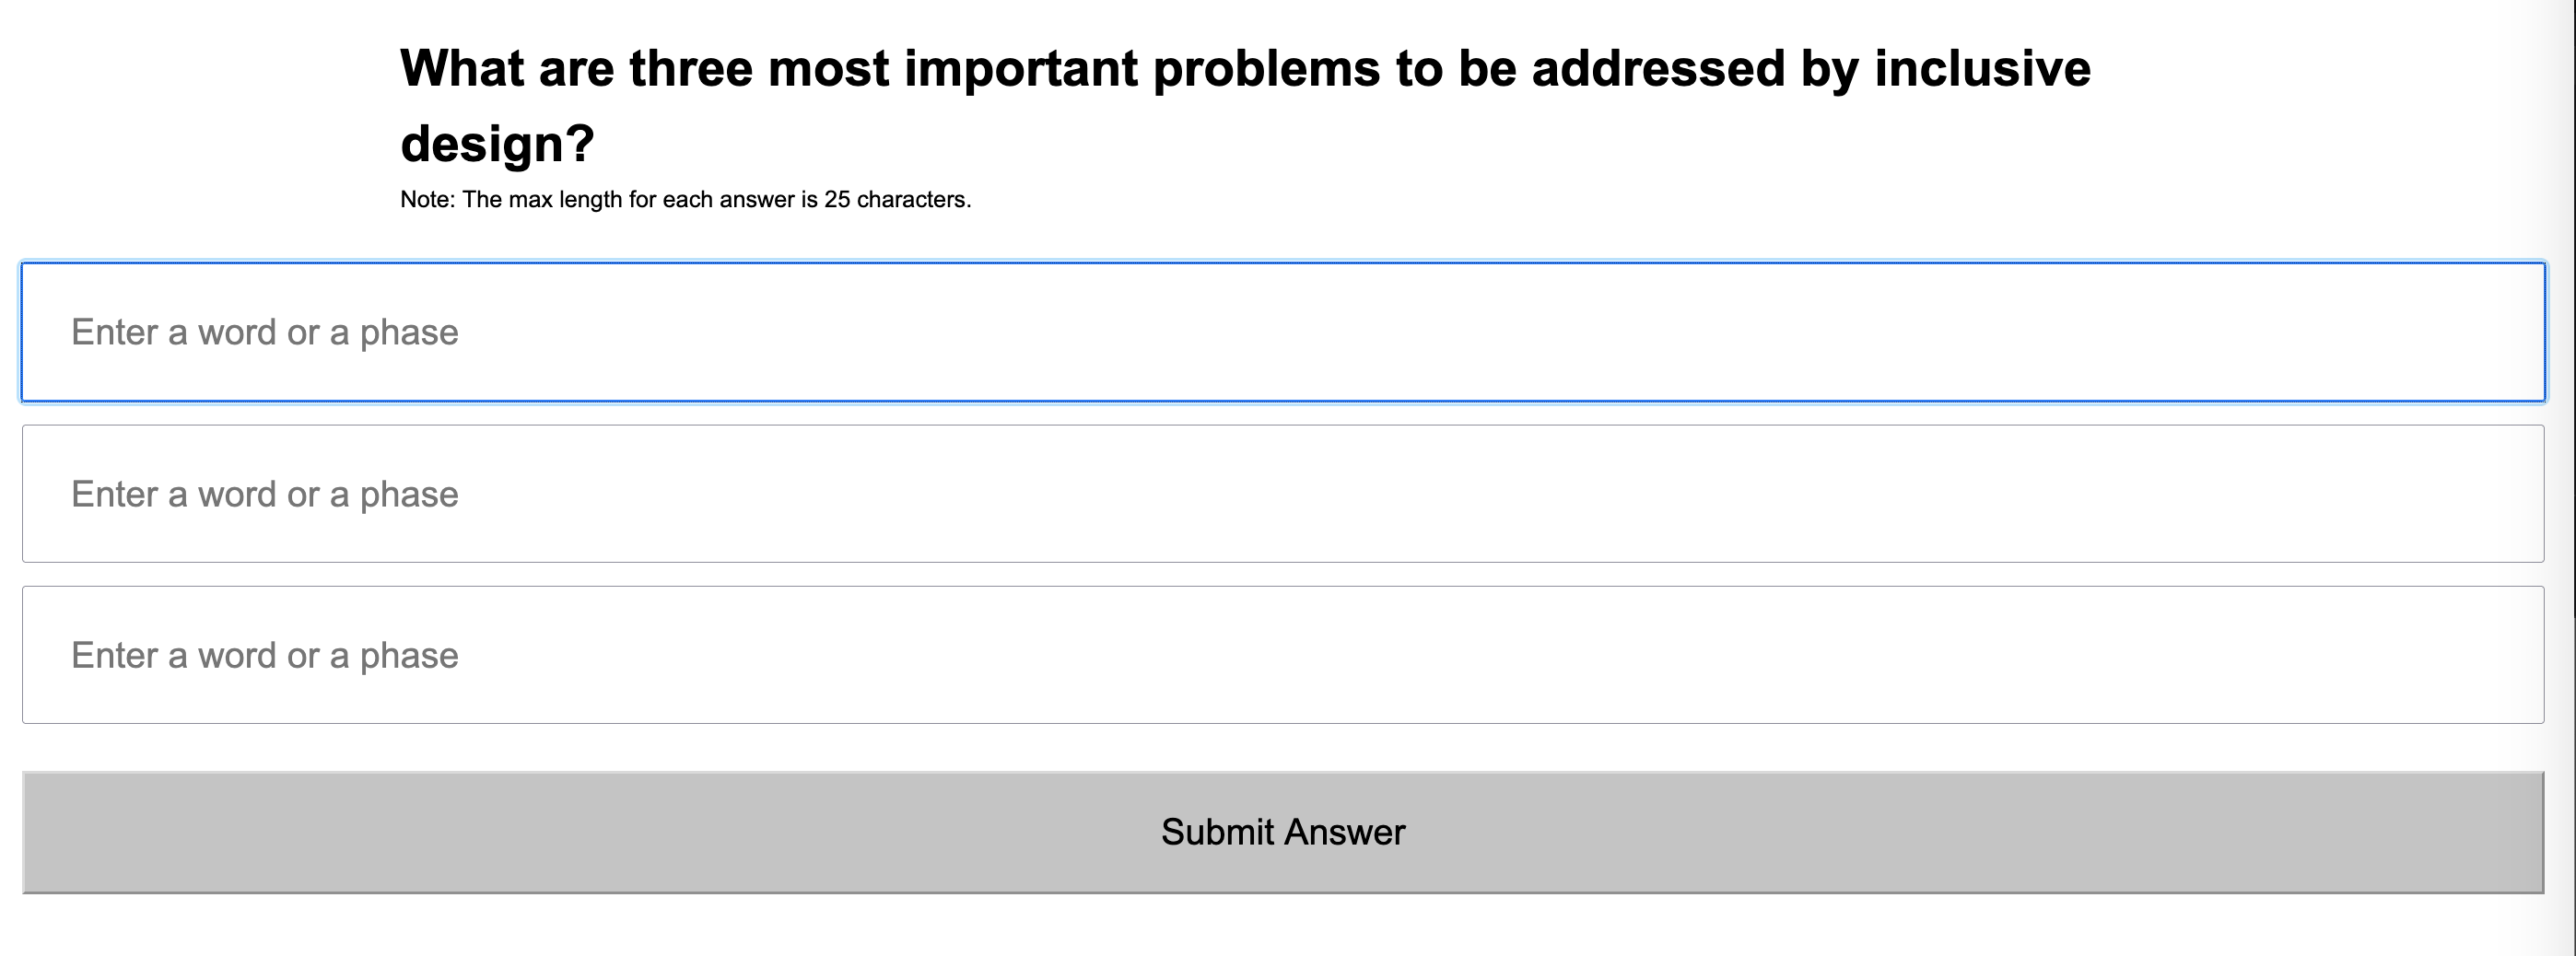 What are three most important problems to be addressed by inclusive
design?
Note: The max length for each answer is 25 characters.
Enter a word or a phase
Enter a word or a phase
Enter a word or a phase
Submit Answer